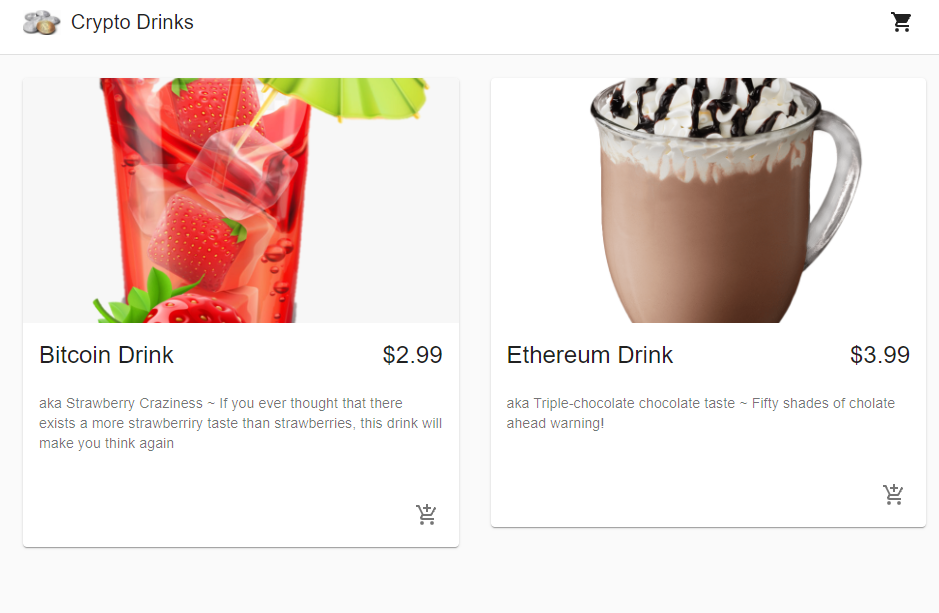 Crypto Drinks
Bitcoin Drink
$2.99
aka Strawberry Craziness ~ If you ever thought that there
exists a more strawberriry taste than strawberries, this drink will
make you think again
Ethereum Drink
$3.99
aka Triple-chocolate chocolate taste ~ Fifty shades of cholate
ahead warning!